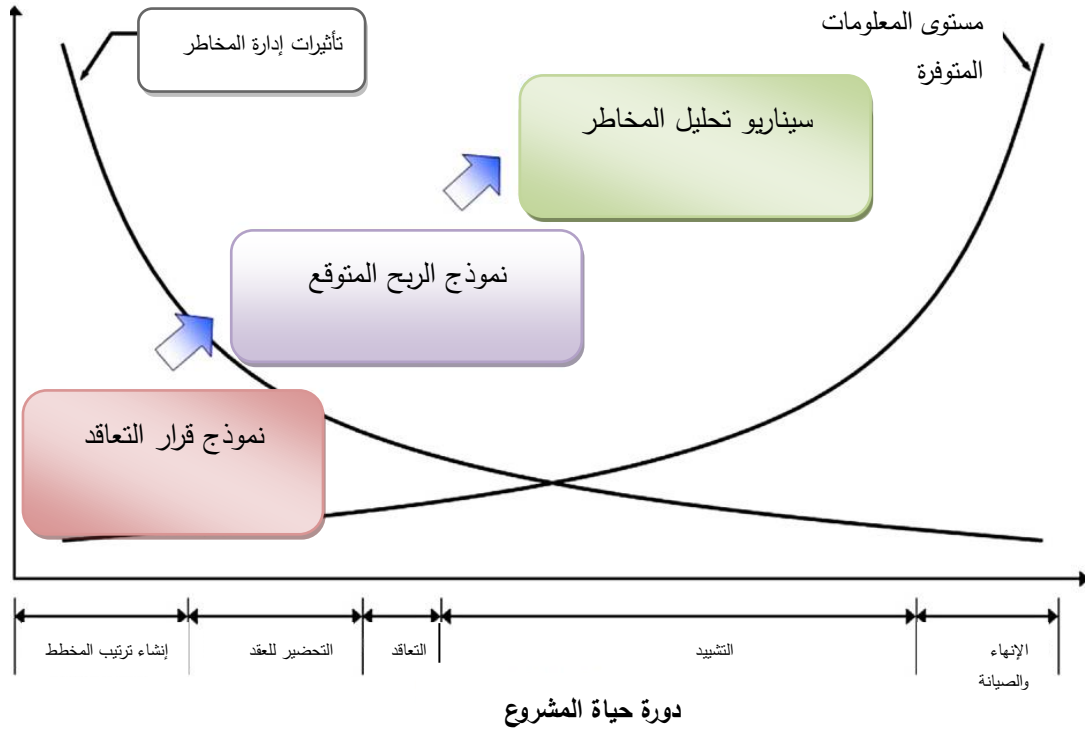 مستوى المعلومات
المتوفرة
تأثيرات إدارة المخاطر
سيناريو تحليل المخاطر
نموذج الربح المتوقع
نموذج قرار التعاقد
إنشاء ترتيب المخطط
التحضير للعقد
التعاقد
التشييد
الإنهاء
والصيانة
دورة حياة المشروع